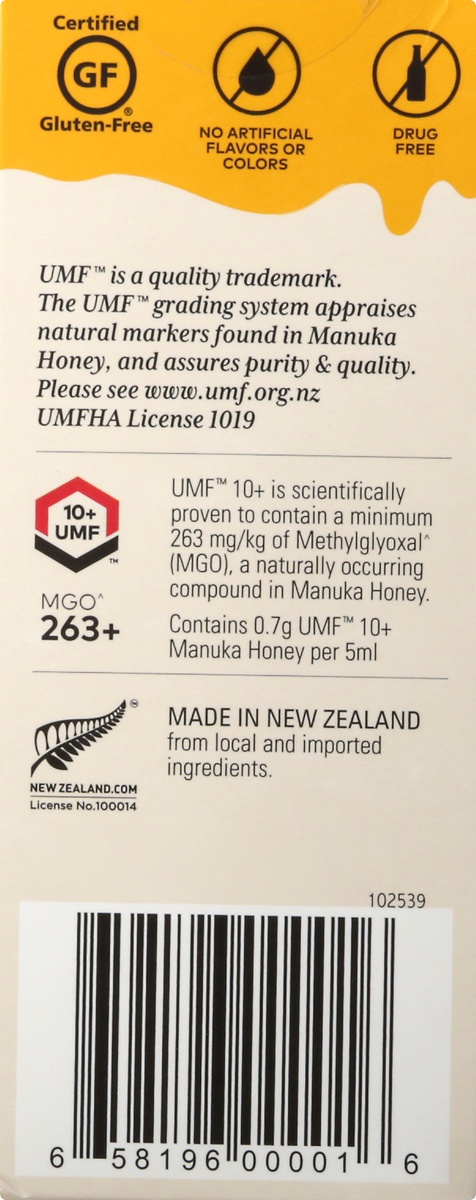 Certified
GF
®
Gluten-Free
NO ARTIFICIAL
FLAVORS OR
COLORS
DRUG
FREE
UMF™ is a quality trademark.
The UMF™ grading system appraises
natural markers found in Manuka
Honey, and assures purity & quality.
Please see www.umf.org.nz
UMFHA License 1019
10+
UMF
™
MGO^
263+
UMF™ 10+ is scientifically
proven to contain a minimum
263 mg/kg of Methylglyoxal^
(MGO), a naturally occurring
compound in Manuka Honey.
Contains 0.7g UMF™ 10+
Manuka Honey per 5ml
NEW ZEALAND.COM
License No.100014
MADE IN NEW ZEALAND
from local and imported
ingredients.
102539
6 58196 00001 6